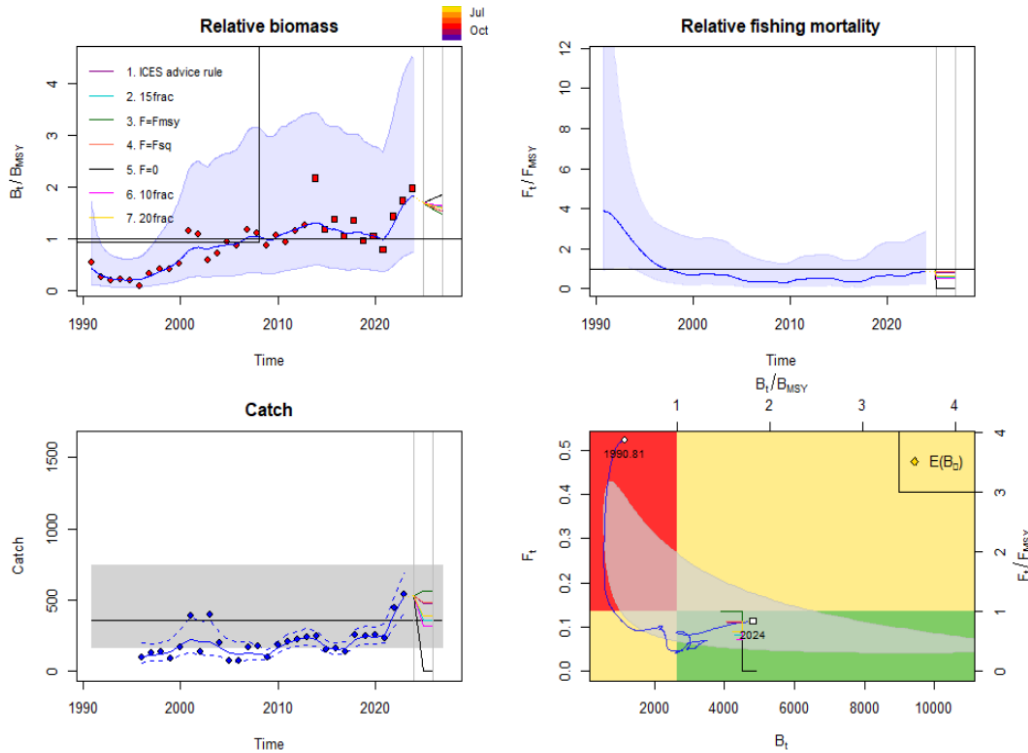 Relative biomass
Jul
Oct
Bt/BMSY
0 1 2 3 4
1. ICES advice rule
2. 15frac
3. F=Fmsy
4. F=Fsq
5. F=0
6. 10frac
7. 20frac
1990 2000 2010 2020
Time
Relative fishing mortality
Ft/FMSY
0 2 4 6 8 10 12
1990 2000 2010 2020
Time
Catch
Catch
0 500 1000 1500
1990 2000 2010 2020
Time
Bt/BMSY
1 2 3 4
Ft
0.0 0.1 0.2 0.3 0.4 0.5
1990.81
E(B▯)
2024
Ft/FMSY
0 1 2 3 4
2000 4000 6000 8000 10000
Bt